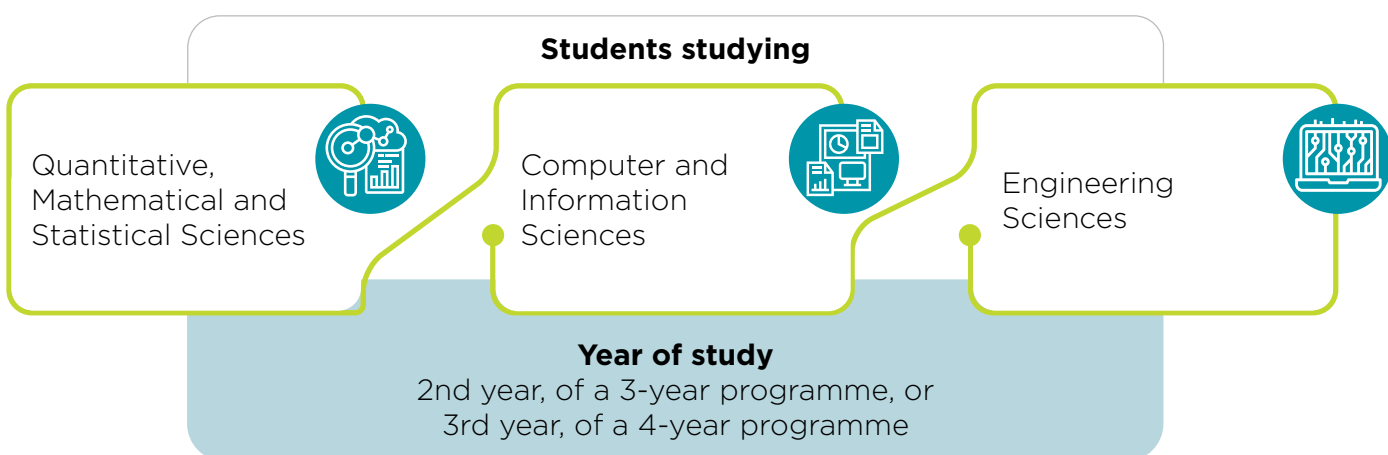 Students studying
Quantitative,
Mathematical and
Statistical Sciences
Computer and
Information
Sciences
Engineering
Sciences
Year of study
2nd year, of a 3-year programme, or
3rd year, of a 4-year programme